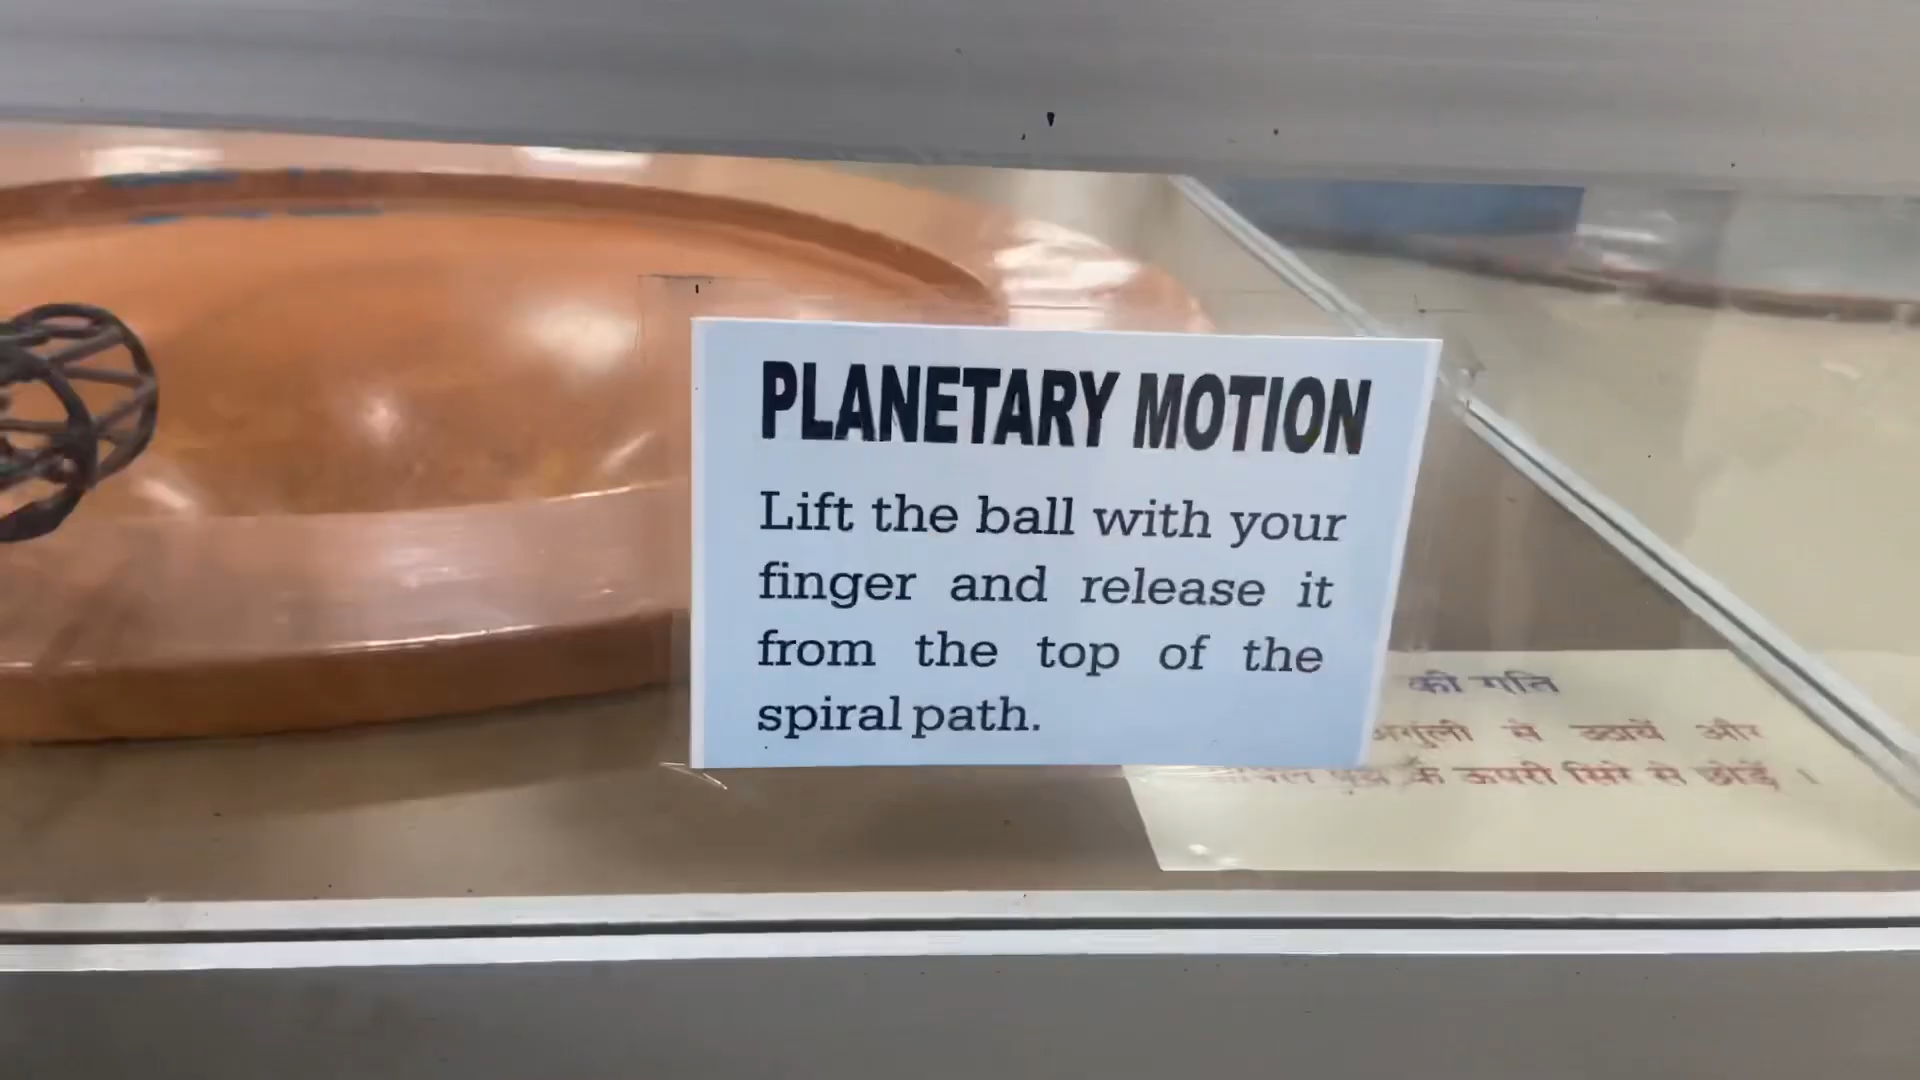 PLANETARY MOTION
Lift the ball with your
finger and release it
from the top of the
spiral path.
की गति
अंगुली से उठायें और
के ऊपरी सिरे से छोड़ें ।